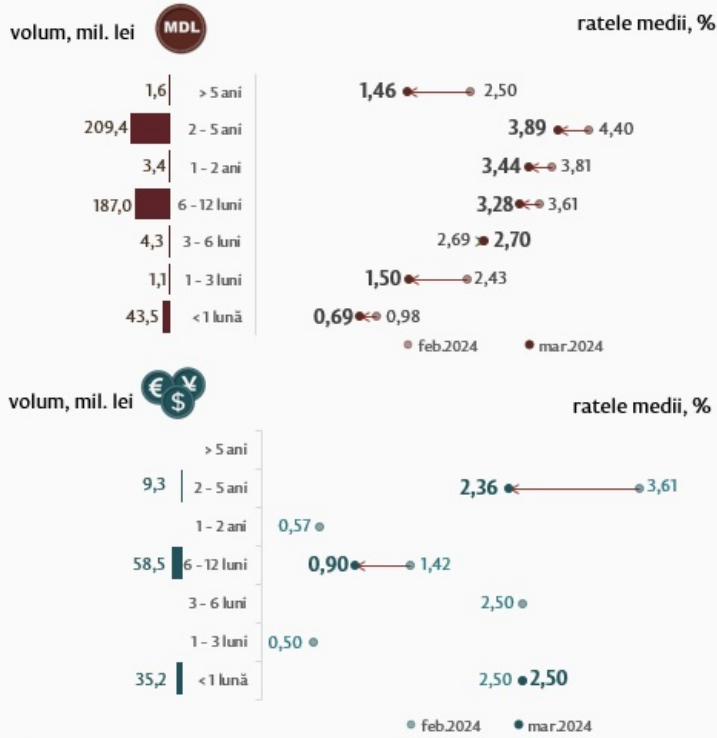 volum, mil. lei MDL ratele medii, %
1,6 > 5 ani 1,46 2,50
209,4 2 - 5 ani 3,89 4,40
3,4 1 - 2 ani 3,44 3,81
187,0 6 - 12 luni 3,28 3,61
4,3 3 - 6 luni 2,69 2,70
1,1 1 - 3 luni 1,50 2,43
43,5 < 1 lună 0,69 0,98
feb.2024 mar.2024
€ ¥ $
volum, mil. lei ratele medii, %
> 5 ani
9,3 2 - 5 ani 2,36 3,61
1 - 2 ani 0,57
58,5 6 - 12 luni 0,90 1,42
3 - 6 luni 2,50
1 - 3 luni 0,50
35,2 < 1 lună 2,50 2,50
feb.2024 mar.2024